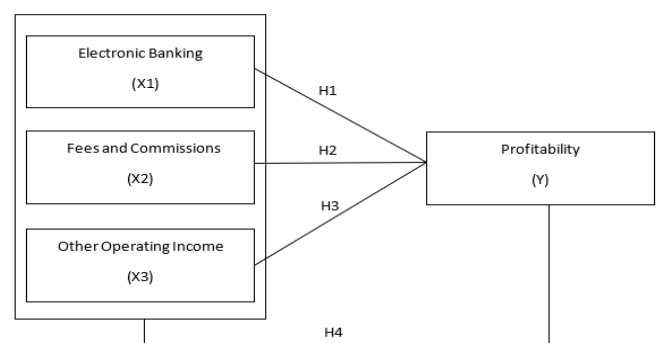 Electronic Banking
(X1)
H1
Fees and Commissions
(X2)
H2
Profitability
(Y)
H3
Other Operating Income
(X3)
H4